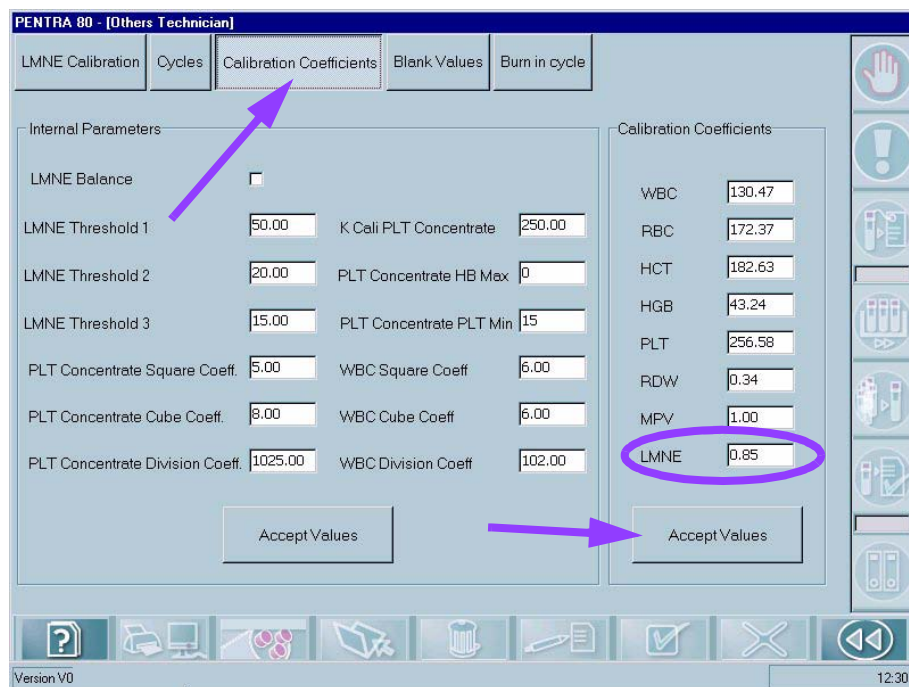 PENTRA 80 - [Others Technician]
LMNE Calibration Cycles Calibration Coefficients Blank Values Burn in cycle
Internal Parameters
LMNE Balance
LMNE Threshold 1 50.00 K Cali PLT Concentrate 250.00
LMNE Threshold 2 20.00 PLT Concentrate HB Max 0
LMNE Threshold 3 15.00 PLT Concentrate PLT Min 15
PLT Concentrate Square Coeff. 5.00 WBC Square Coeff 6.00
PLT Concentrate Cube Coeff. 8.00 WBC Cube Coeff 6.00
PLT Concentrate Division Coeff. 1025.00 WBC Division Coeff 102.00
Accept Values
Calibration Coefficients
WBC 130.47
RBC 172.37
HCT 182.63
HGB 43.24
PLT 256.58
RDW 0.34
MPV 1.00
LMNE 0.85
Accept Values
Version V0 12:30